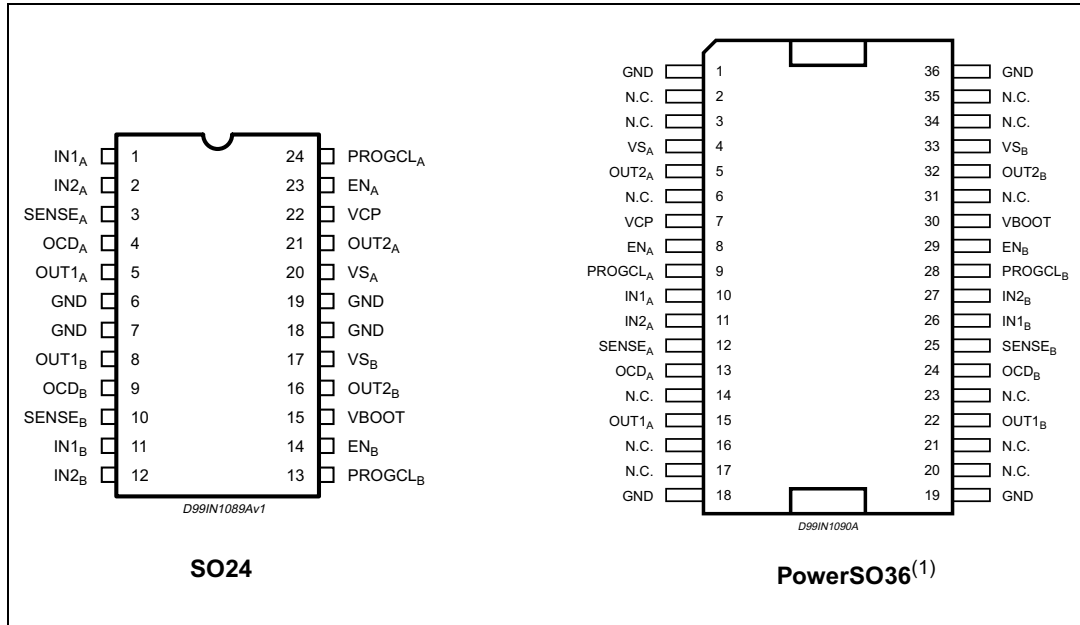 IN1A 1 24 PROGCLA
IN2A 2 23 ENA
SENSEA 3 22 VCP
OCDA 4 21 OUT2A
OUT1A 5 20 VSA
GND 6 19 GND
GND 7 18 GND
OUT1B 8 17 VSB
OCDB 9 16 OUT2B
SENSEB 10 15 VBOOT
IN1B 11 14 ENB
IN2B 12 13 PROGCLB
D99IN1089Av1
SO24
GND 1 36 GND
N.C. 2 35 N.C.
N.C. 3 34 N.C.
VSA 4 33 VSB
OUT2A 5 32 OUT2B
N.C. 6 31 N.C.
VCP 7 30 VBOOT
ENA 8 29 ENB
PROGCLA 9 28 PROGCLB
IN1A 10 27 IN2B
IN2A 11 26 IN1B
SENSEA 12 25 SENSEB
OCDA 13 24 OCDB
N.C. 14 23 N.C.
OUT1A 15 22 OUT1B
N.C. 16 21 N.C.
N.C. 17 20 N.C.
GND 18 19 GND
D99IN1090A
PowerSO36(1)